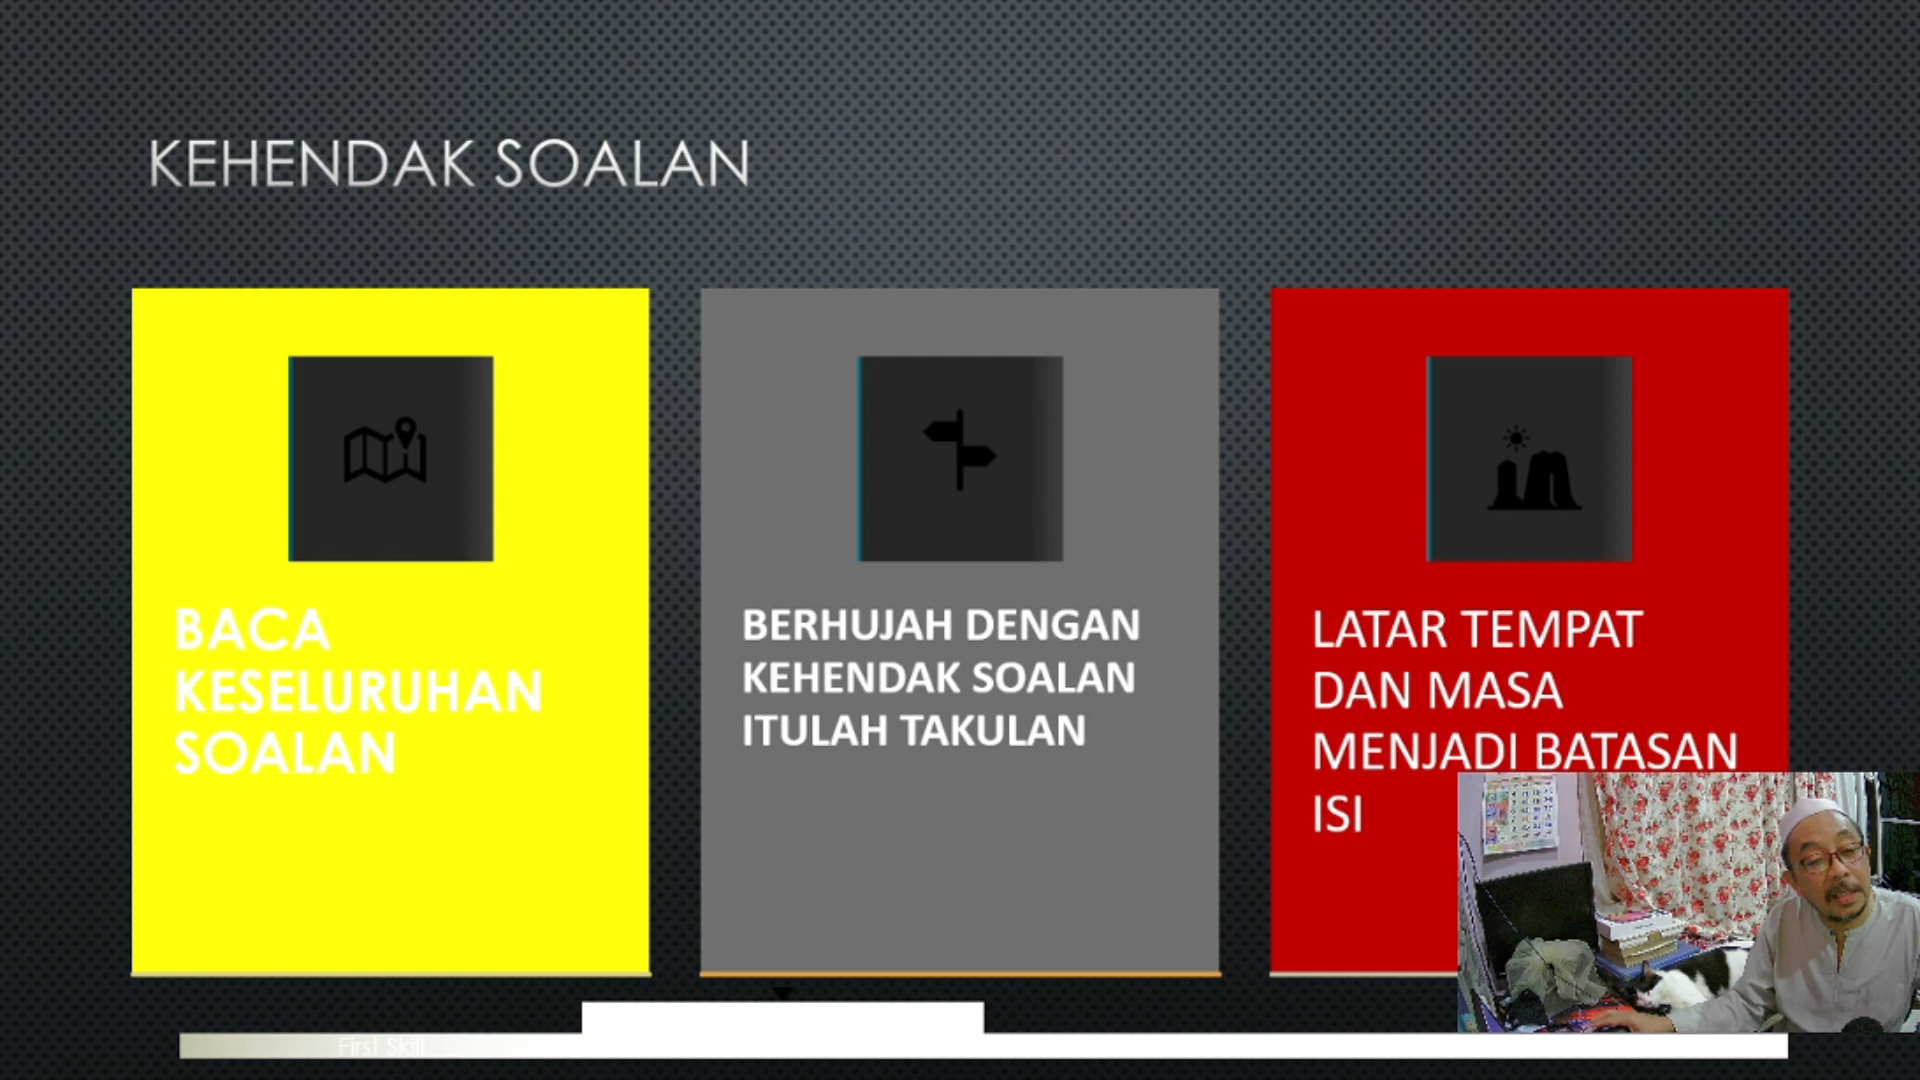 KEHENDAK SOALAN
BACA
KESELURUHAN
SOALAN
BERHUJAH DENGAN
KEHENDAK SOALAN
ITULAH TAKULAN
LATAR TEMPAT
DAN MASA
MENJADI BATASAN
ISI
First Skill